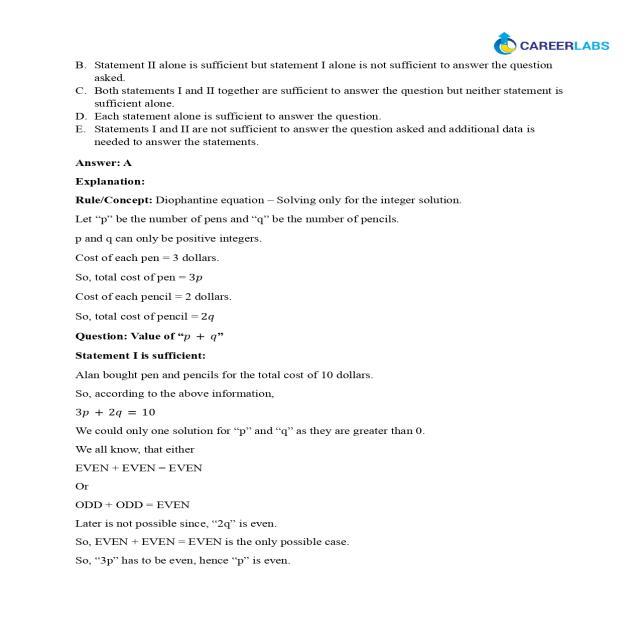 CAREERLABS
B. Statement II alone is sufficient but statement I alone is not sufficient to answer the question
asked.
C. Both statements I and II together are sufficient to answer the question but neither statement is
sufficient alone.
D. Each statement alone is sufficient to answer the question.
E. Statements I and II are not sufficient to answer the question asked and additional data is
needed to answer the statements.
Answer: A
Explanation:
Rule/Concept: Diophantine equation – Solving only for the integer solution.
Let “p” be the number of pens and “q” be the number of pencils.
p and q can only be positive integers.
Cost of each pen = 3 dollars.
So, total cost of pen = 3p
Cost of each pencil = 2 dollars.
So, total cost of pencil = 2q
Question: Value of “p + q”
Statement I is sufficient:
Alan bought pen and pencils for the total cost of 10 dollars.
So, according to the above information,
3p + 2q = 10
We could only one solution for “p” and “q” as they are greater than 0.
We all know, that either
EVEN + EVEN = EVEN
Or
ODD + ODD = EVEN
Later is not possible since, “2q” is even.
So, EVEN + EVEN = EVEN is the only possible case.
So, “3p” has to be even, hence “p” is even.